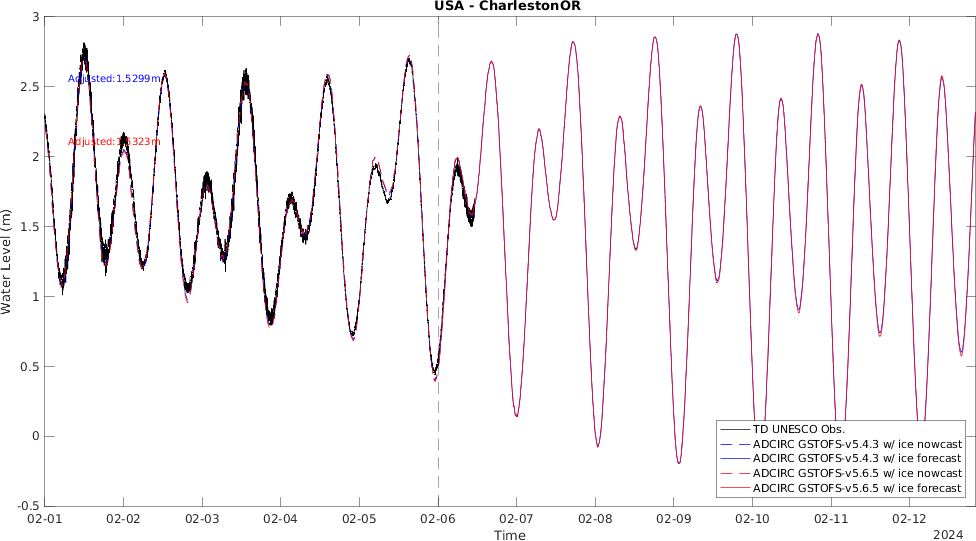 USA - CharlestonOR
3
2.5
2
1.5
1
0.5
0
-0.5
Water Level (m)
Adjusted:1.5299m
Adjusted:1.5323m
TD UNESCO Obs.
ADCIRC GSTOFS-v5.4.3 w/ ice nowcast
ADCIRC GSTOFS-v5.4.3 w/ ice forecast
ADCIRC GSTOFS-v5.6.5 w/ ice nowcast
ADCIRC GSTOFS-v5.6.5 w/ ice forecast
02-01 02-02 02-03 02-04 02-05 02-06 02-07 02-08 02-09 02-10 02-11 02-12
Time
2024